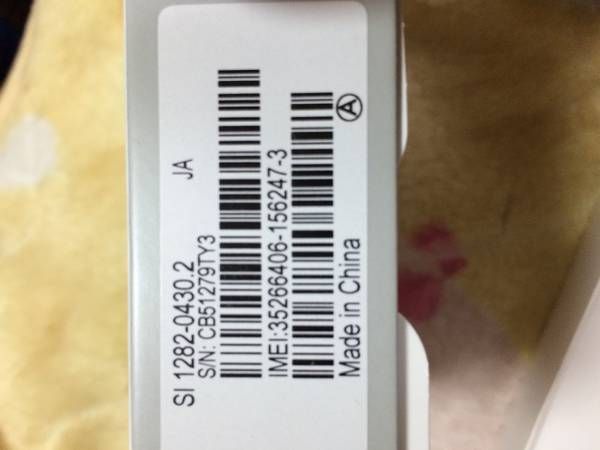 SI 1282-0430.2 JA
S/N: CB51279TY3
IMEI:35266406-156247-3
Made in China Ⓐ